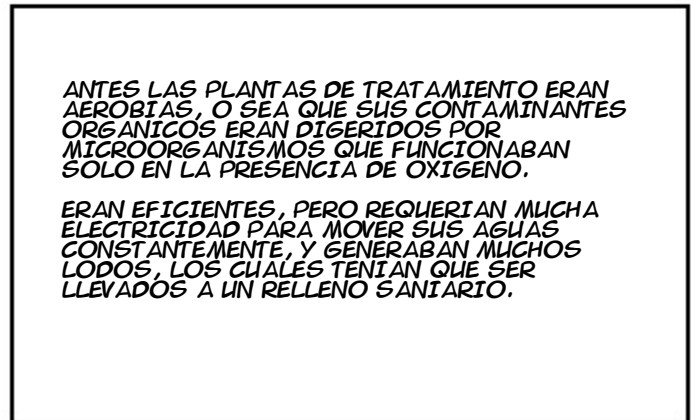 ANTES LAS PLANTAS DE TRATAMIENTO ERAN
AEROBIAS, O SEA QUE SUS CONTAMINANTES
ORGANICOS ERAN DIGERIDOS POR
MICROORGANISMOS QUE FUNCIONABAN
SOLO EN LA PRESENCIA DE OXIGENO.
ERAN EFICIENTES, PERO REQUERIAN MUCHA
ELECTRICIDAD PARA MOVER SUS AGUAS
CONSTANTEMENTE, Y GENERABAN MUCHOS
LODOS, LOS CUALES TENIAN QUE SER
LLEVADOS A UN RELLENO SANIARIO.